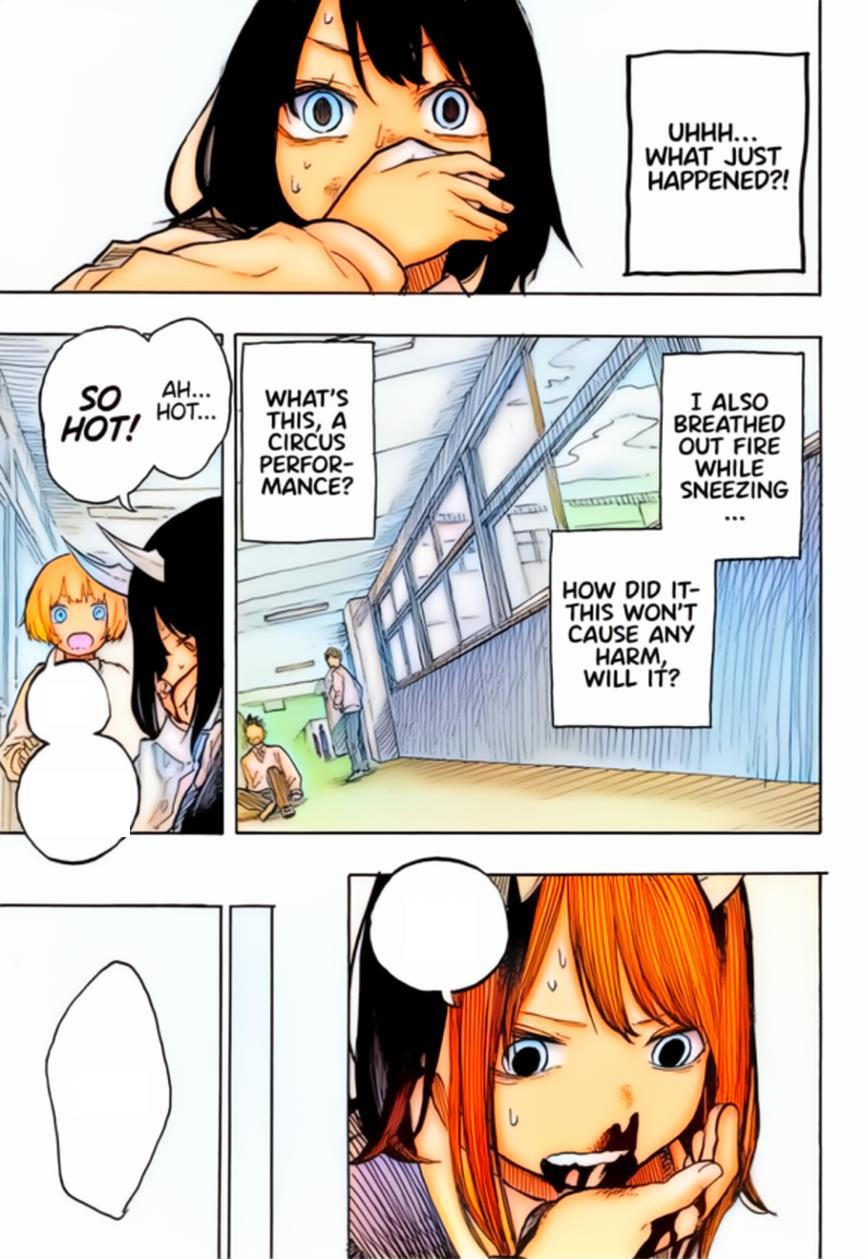 UHHH...
WHAT JUST
HAPPENED?!
I ALSO
BREATHED
OUT FIRE
WHILE
SNEEZING
...
HOW DID IT-
THIS WON'T
CAUSE ANY
HARM,
WILL IT?
WHAT'S
THIS, A
CIRCUS
PERFOR-
MANCE?
AH...
HOT...
SO
HOT!